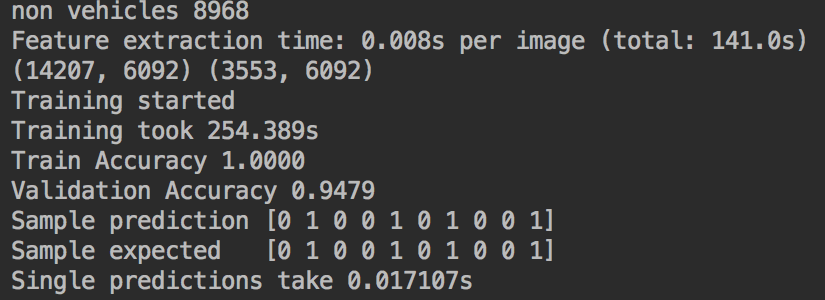 non vehicles 8968
Feature extraction time: 0.008s per image (total: 141.0s)
(14207, 6092) (3553, 6092)
Training started
Training took 254.389s
Train Accuracy 1.0000
Validation Accuracy 0.9479
Sample prediction [0 1 0 0 1 0 1 0 0 1]
Sample expected   [0 1 0 0 1 0 1 0 0 1]
Single predictions take 0.017107s